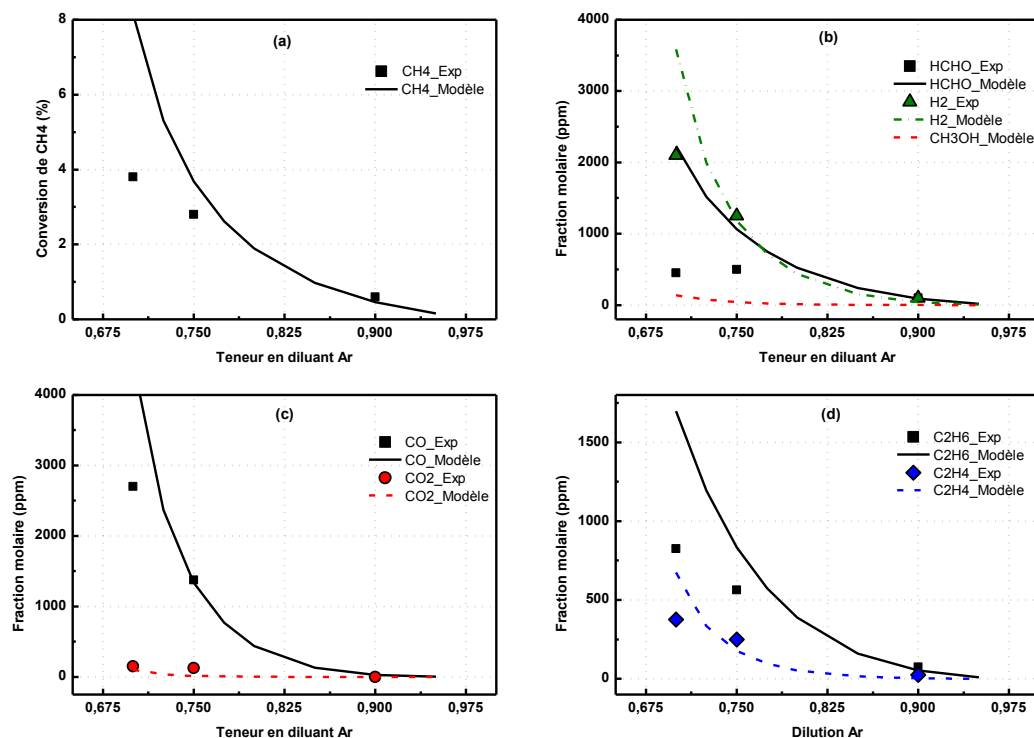 (a)
8
6
4
2
0
Conversion de CH4 (%)
CH4_Exp
CH4_Modèle
0,675 0,750 0,825 0,900 0,975
Teneur en diluant Ar
(b)
4000
3000
2000
1000
0
Fraction molaire (ppm)
HCHO_Exp
HCHO_Modèle
H2_Exp
H2_Modèle
CH3OH_Modèle
0,675 0,750 0,825 0,900 0,975
Teneur en diluant Ar
(c)
4000
3000
2000
1000
0
Fraction molaire (ppm)
CO_Exp
CO_Modèle
CO2_Exp
CO2_Modèle
0,675 0,750 0,825 0,900 0,975
Teneur en diluant Ar
(d)
1500
1000
500
0
Fraction molaire (ppm)
C2H6_Exp
C2H6_Modèle
C2H4_Exp
C2H4_Modèle
0,675 0,750 0,825 0,900 0,975
Dilution Ar